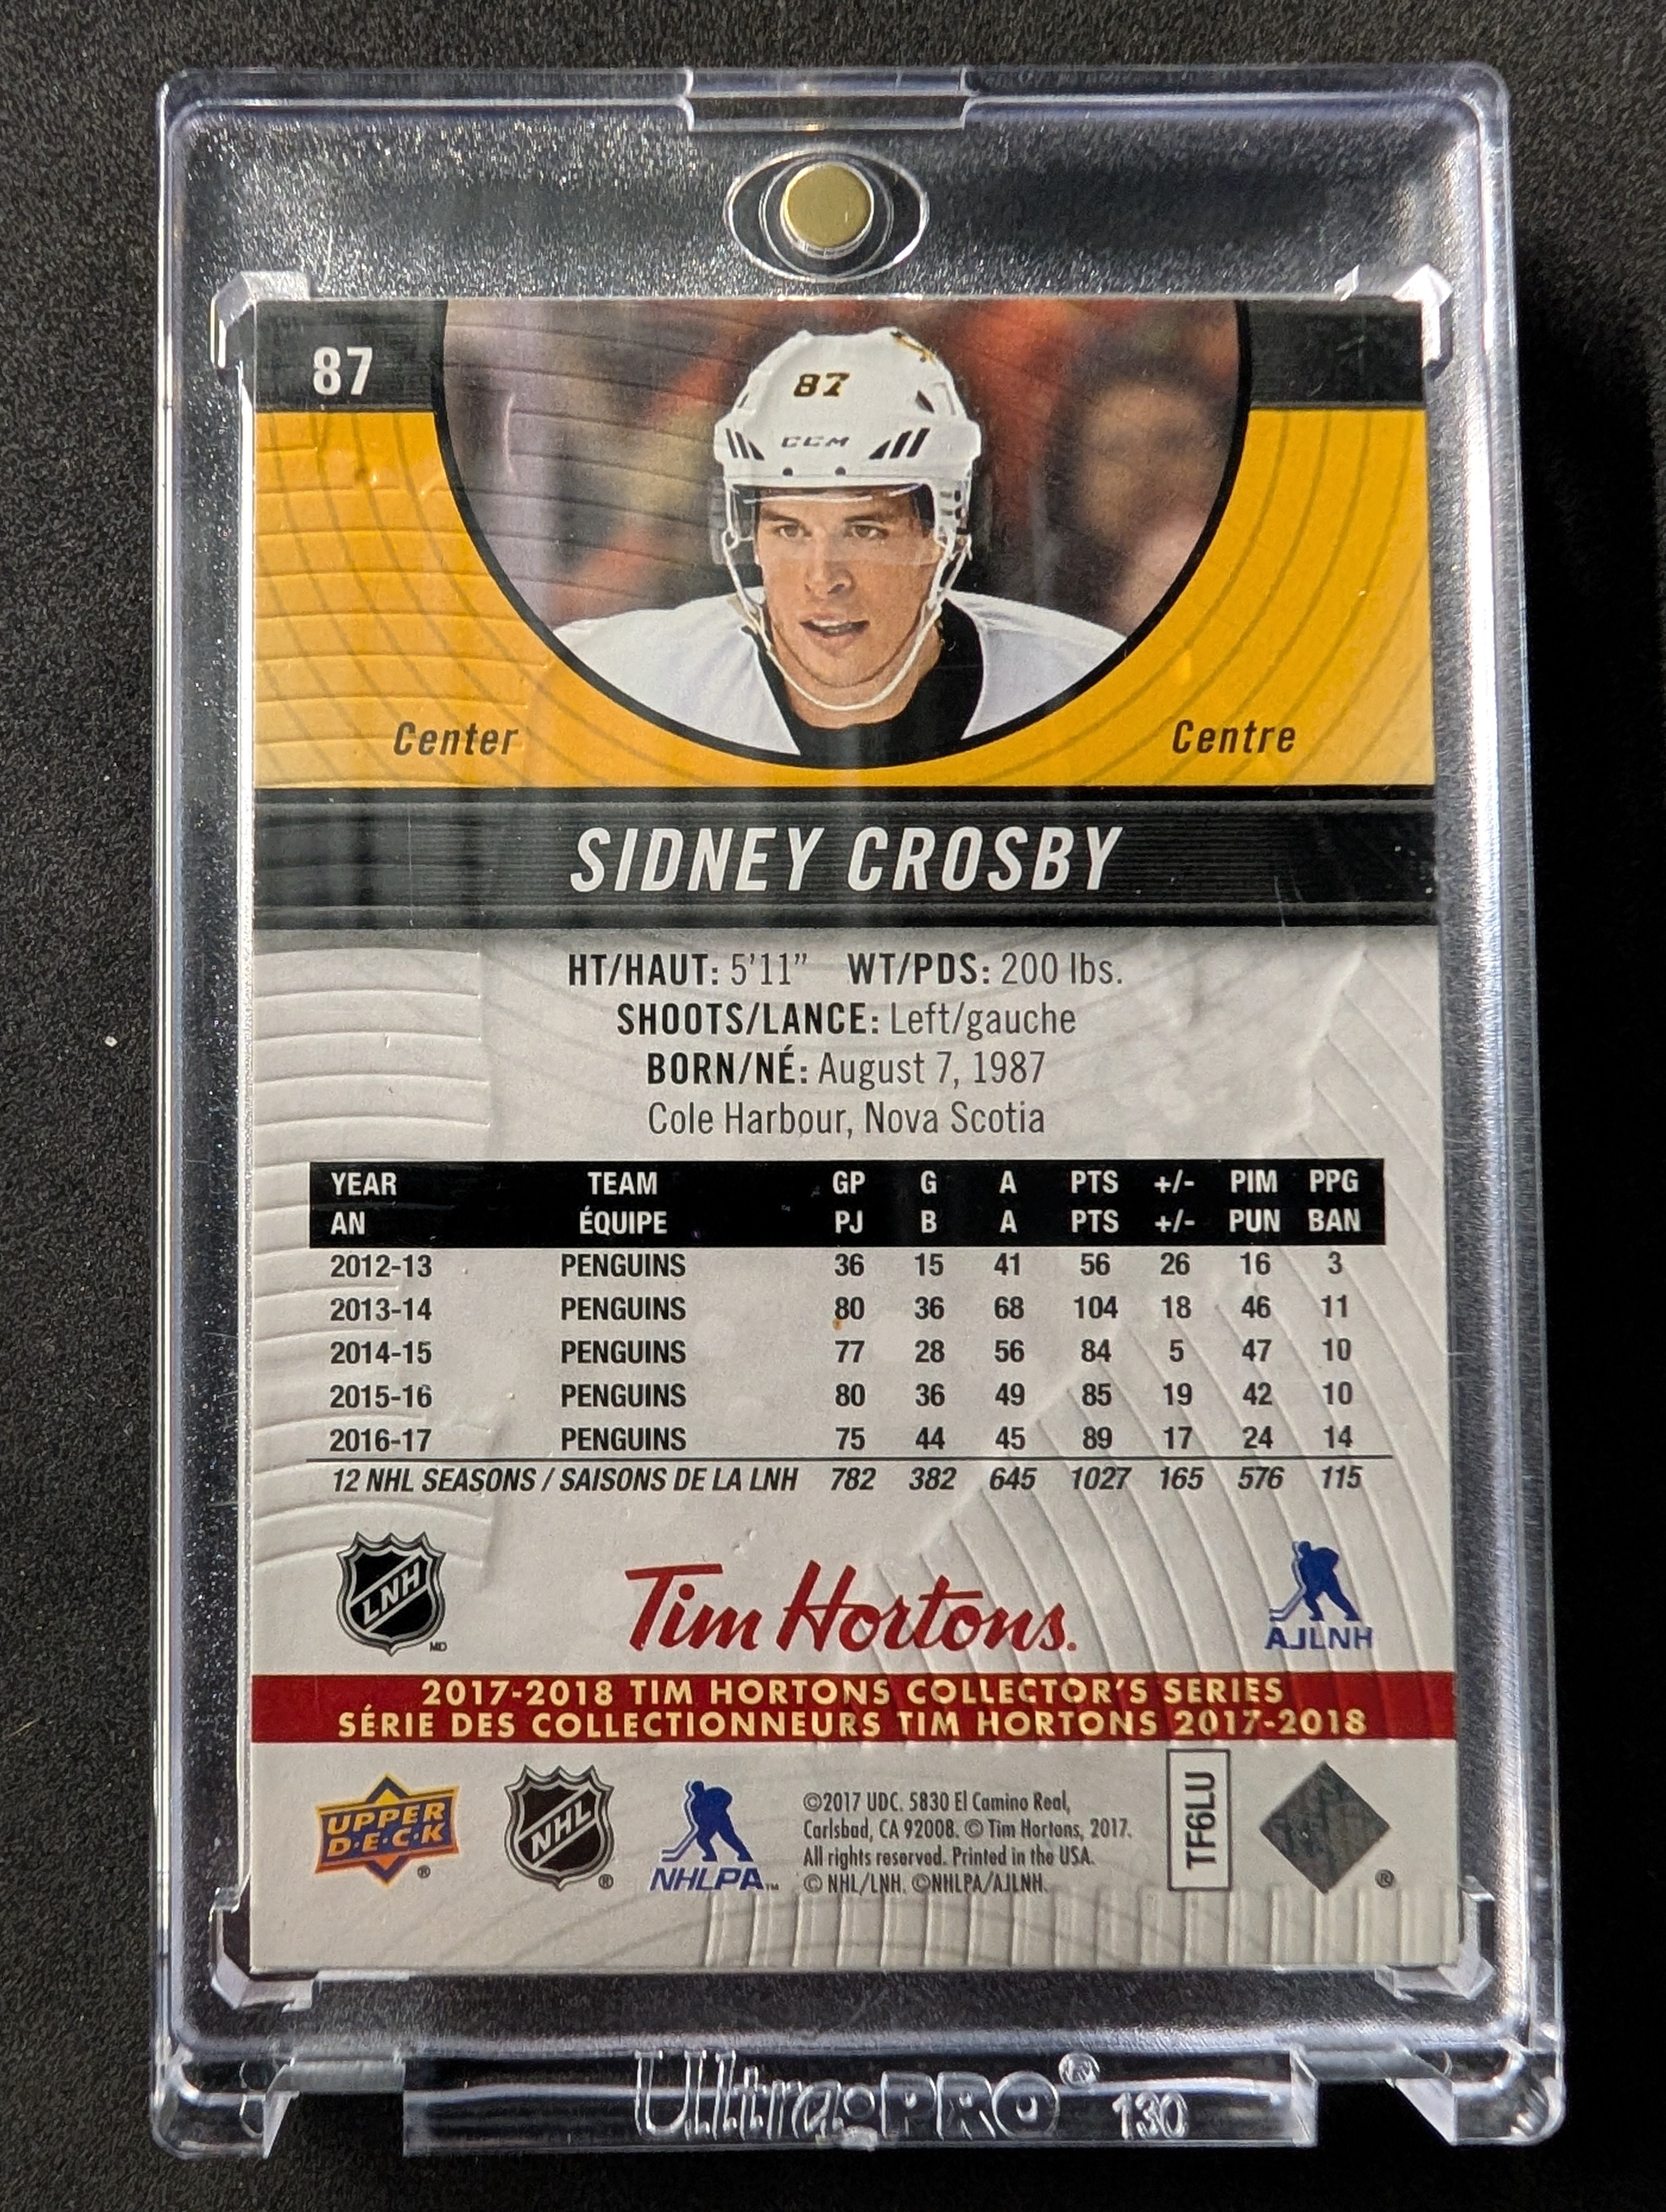 87
87
CCM
Center
Centre
SIDNEY CROSBY
HT/HAUT: 5'11" WT/PDS: 200 lbs.
SHOOTS/LANCE: Left/gauche
BORN/NÉ: August 7, 1987
Cole Harbour, Nova Scotia
YEAR TEAM GP G A PTS +/- PIM PPG
AN ÉQUIPE PJ B A PTS +/- PUN BAN
2012-13 PENGUINS 36 15 41 56 26 16 3
2013-14 PENGUINS 80 36 68 104 18 46 11
2014-15 PENGUINS 77 28 56 84 5 47 10
2015-16 PENGUINS 80 36 49 85 19 42 10
2016-17 PENGUINS 75 44 45 89 17 24 14
12 NHL SEASONS / SAISONS DE LA LNH 782 382 645 1027 165 576 115
LNH MD
Tim Hortons.
AJLNH
2017-2018 TIM HORTONS COLLECTOR'S SERIES
SÉRIE DES COLLECTIONNEURS TIM HORTONS 2017-2018
UPPER
D·E·C·K ®
NHL ®
NHLPA™
©2017 UDC. 5830 El Camino Real,
Carlsbad, CA 92008. © Tim Hortons, 2017.
All rights reserved. Printed in the USA.
© NHL/LNH. ©NHLPA/AJLNH.
TF6LU
®
Ultra·PRO® 130